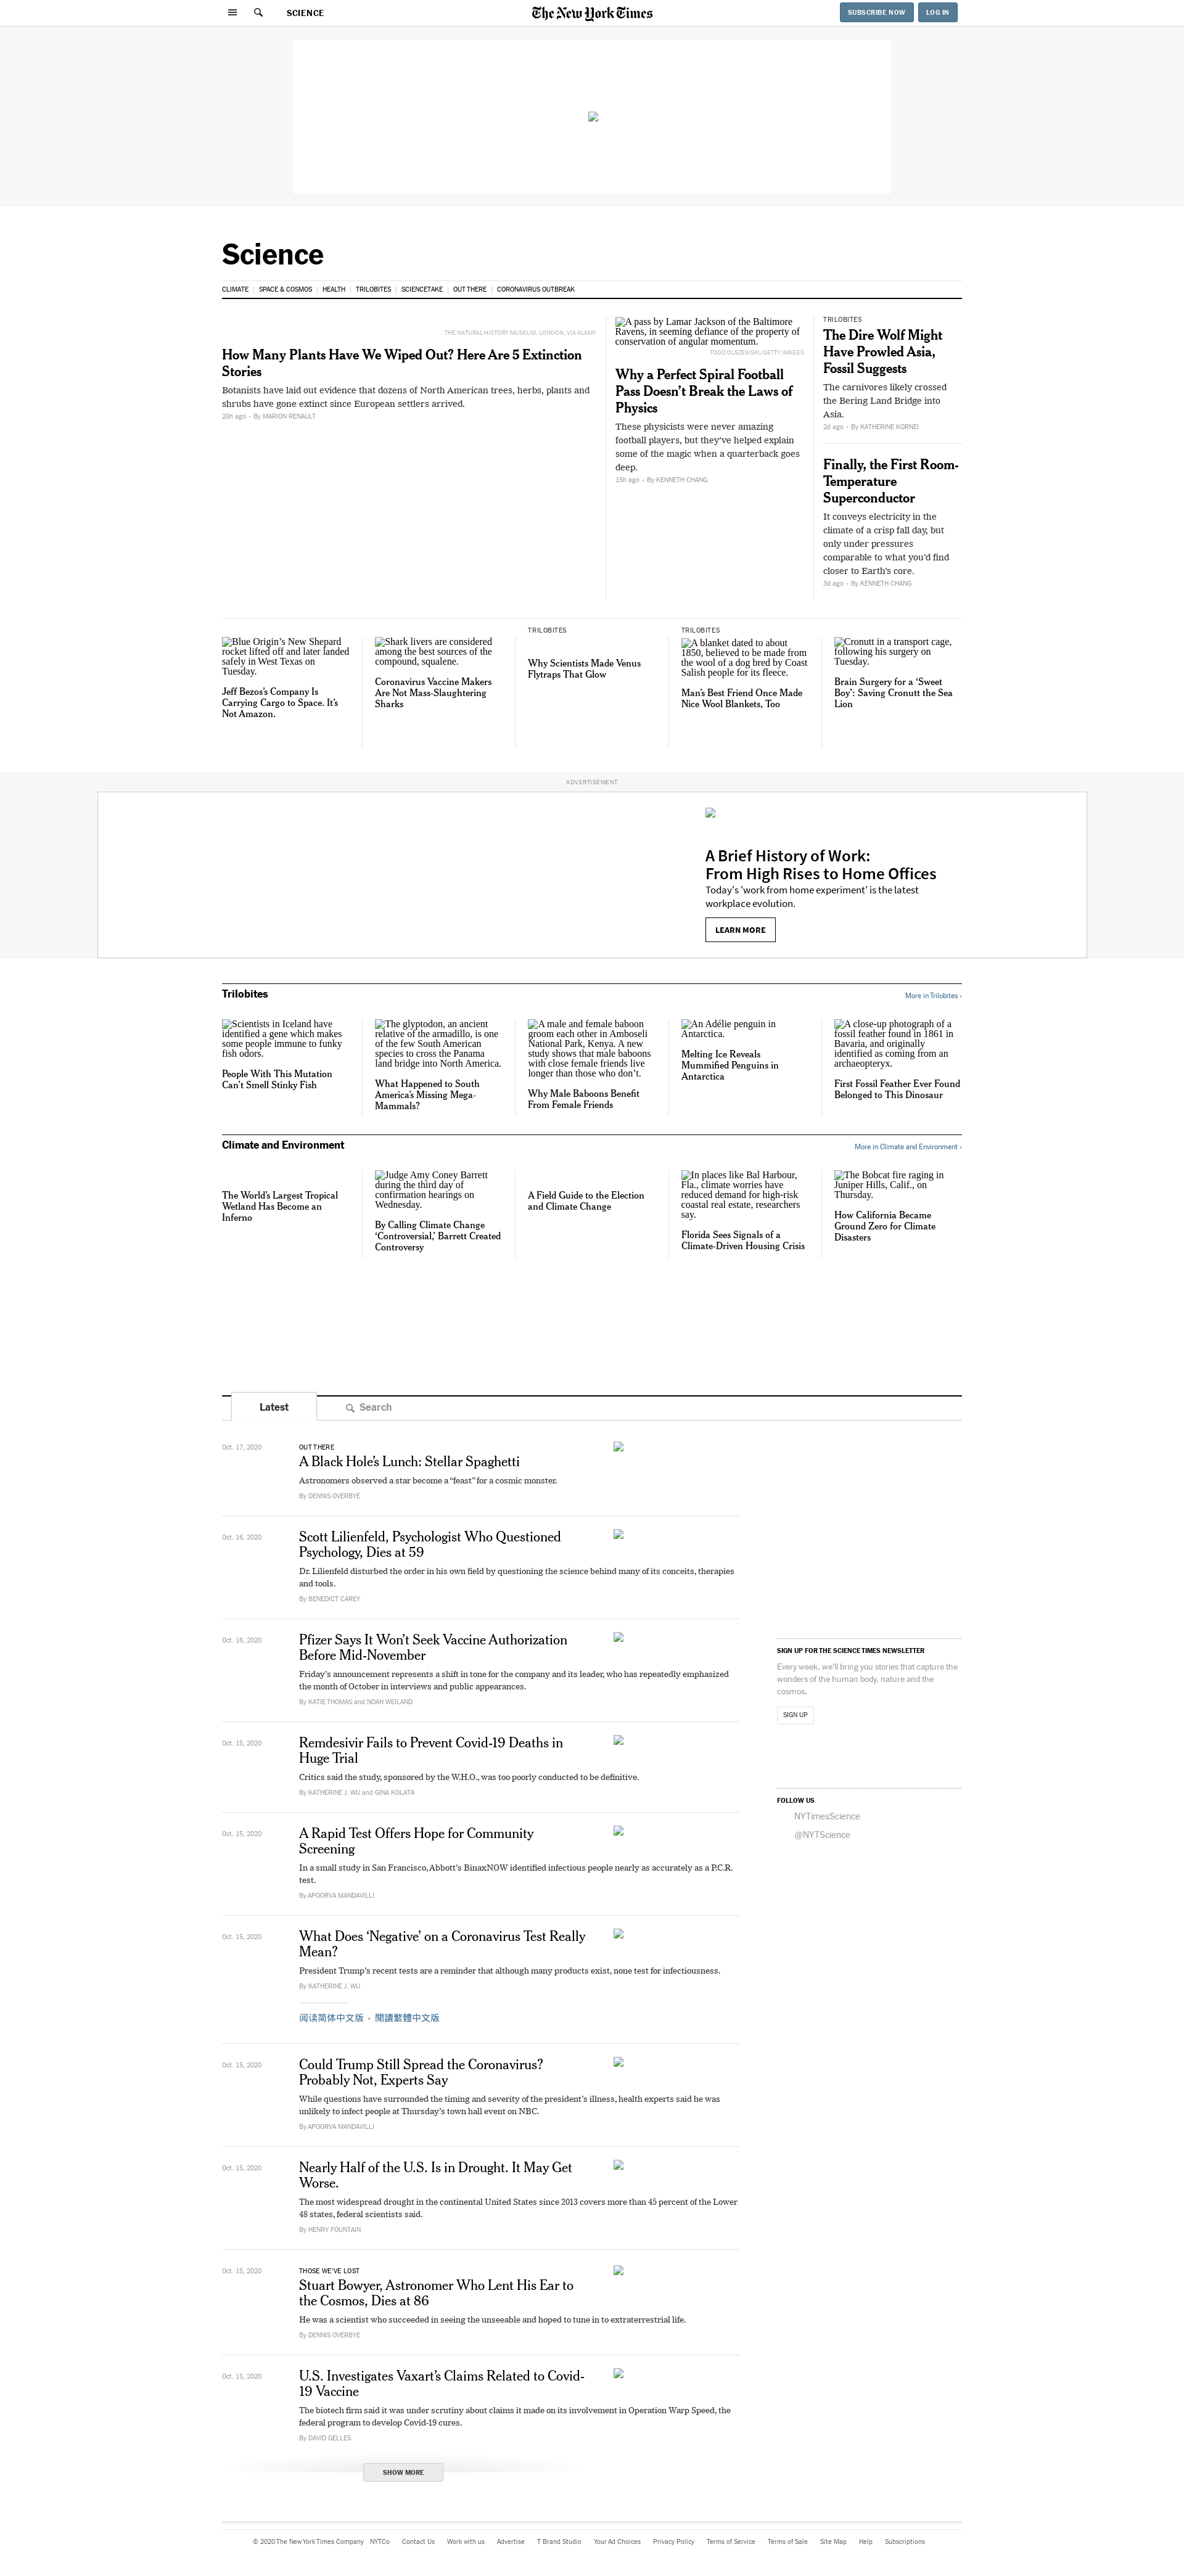 SCIENCE
The New York Times
SUBSCRIBE NOW
LOG IN
Science
CLIMATE | SPACE & COSMOS | HEALTH | TRILOBITES | SCIENCETAKE | OUT THERE | CORONAVIRUS OUTBREAK
THE NATURAL HISTORY MUSEUM, LONDON, VIA ALAMY
How Many Plants Have We Wiped Out? Here Are 5 Extinction
Stories
Botanists have laid out evidence that dozens of North American trees, herbs, plants and
shrubs have gone extinct since European settlers arrived.
20h ago · By MARION RENAULT
A pass by Lamar Jackson of the Baltimore
Ravens, in seeming defiance of the property of
conservation of angular momentum.
TODD OLSZEWSKI/GETTY IMAGES
Why a Perfect Spiral Football
Pass Doesn’t Break the Laws of
Physics
These physicists were never amazing
football players, but they’ve helped explain
some of the magic when a quarterback goes
deep.
15h ago · By KENNETH CHANG
TRILOBITES
The Dire Wolf Might
Have Prowled Asia,
Fossil Suggests
The carnivores likely crossed
the Bering Land Bridge into
Asia.
2d ago · By KATHERINE KORNEI
Finally, the First Room-
Temperature
Superconductor
It conveys electricity in the
climate of a crisp fall day, but
only under pressures
comparable to what you’d find
closer to Earth’s core.
3d ago · By KENNETH CHANG
Blue Origin’s New Shepard
rocket lifted off and later landed
safely in West Texas on
Tuesday.
Jeff Bezos’s Company Is
Carrying Cargo to Space. It’s
Not Amazon.
Shark livers are considered
among the best sources of the
compound, squalene.
Coronavirus Vaccine Makers
Are Not Mass-Slaughtering
Sharks
TRILOBITES
Why Scientists Made Venus
Flytraps That Glow
TRILOBITES
A blanket dated to about
1850, believed to be made from
the wool of a dog bred by Coast
Salish people for its fleece.
Man’s Best Friend Once Made
Nice Wool Blankets, Too
Cronutt in a transport cage,
following his surgery on
Tuesday.
Brain Surgery for a ‘Sweet
Boy’: Saving Cronutt the Sea
Lion
ADVERTISEMENT
A Brief History of Work:
From High Rises to Home Offices
Today's 'work from home experiment' is the latest
workplace evolution.
LEARN MORE
Trilobites
More in Trilobites ›
Scientists in Iceland have
identified a gene which makes
some people immune to funky
fish odors.
People With This Mutation
Can’t Smell Stinky Fish
The glyptodon, an ancient
relative of the armadillo, is one
of the few South American
species to cross the Panama
land bridge into North America.
What Happened to South
America’s Missing Mega-
Mammals?
A male and female baboon
groom each other in Amboseli
National Park, Kenya. A new
study shows that male baboons
with close female friends live
longer than those who don’t.
Why Male Baboons Benefit
From Female Friends
An Adélie penguin in
Antarctica.
Melting Ice Reveals
Mummified Penguins in
Antarctica
A close-up photograph of a
fossil feather found in 1861 in
Bavaria, and originally
identified as coming from an
archaeopteryx.
First Fossil Feather Ever Found
Belonged to This Dinosaur
Climate and Environment
More in Climate and Environment ›
The World’s Largest Tropical
Wetland Has Become an
Inferno
Judge Amy Coney Barrett
during the third day of
confirmation hearings on
Wednesday.
By Calling Climate Change
‘Controversial,’ Barrett Created
Controversy
A Field Guide to the Election
and Climate Change
In places like Bal Harbour,
Fla., climate worries have
reduced demand for high-risk
coastal real estate, researchers
say.
Florida Sees Signals of a
Climate-Driven Housing Crisis
The Bobcat fire raging in
Juniper Hills, Calif., on
Thursday.
How California Became
Ground Zero for Climate
Disasters
Latest
Search
Oct. 17, 2020
OUT THERE
A Black Hole’s Lunch: Stellar Spaghetti
Astronomers observed a star become a “feast” for a cosmic monster.
By DENNIS OVERBYE
Oct. 16, 2020
Scott Lilienfeld, Psychologist Who Questioned
Psychology, Dies at 59
Dr. Lilienfeld disturbed the order in his own field by questioning the science behind many of its conceits, therapies
and tools.
By BENEDICT CAREY
Oct. 16, 2020
Pfizer Says It Won’t Seek Vaccine Authorization
Before Mid-November
Friday’s announcement represents a shift in tone for the company and its leader, who has repeatedly emphasized
the month of October in interviews and public appearances.
By KATIE THOMAS and NOAH WEILAND
Oct. 15, 2020
Remdesivir Fails to Prevent Covid-19 Deaths in
Huge Trial
Critics said the study, sponsored by the W.H.O., was too poorly conducted to be definitive.
By KATHERINE J. WU and GINA KOLATA
Oct. 15, 2020
A Rapid Test Offers Hope for Community
Screening
In a small study in San Francisco, Abbott’s BinaxNOW identified infectious people nearly as accurately as a P.C.R.
test.
By APOORVA MANDAVILLI
Oct. 15, 2020
What Does ‘Negative’ on a Coronavirus Test Really
Mean?
President Trump’s recent tests are a reminder that although many products exist, none test for infectiousness.
By KATHERINE J. WU
阅读简体中文版 · 閱讀繁體中文版
Oct. 15, 2020
Could Trump Still Spread the Coronavirus?
Probably Not, Experts Say
While questions have surrounded the timing and severity of the president’s illness, health experts said he was
unlikely to infect people at Thursday’s town hall event on NBC.
By APOORVA MANDAVILLI
Oct. 15, 2020
Nearly Half of the U.S. Is in Drought. It May Get
Worse.
The most widespread drought in the continental United States since 2013 covers more than 45 percent of the Lower
48 states, federal scientists said.
By HENRY FOUNTAIN
Oct. 15, 2020
THOSE WE’VE LOST
Stuart Bowyer, Astronomer Who Lent His Ear to
the Cosmos, Dies at 86
He was a scientist who succeeded in seeing the unseeable and hoped to tune in to extraterrestrial life.
By DENNIS OVERBYE
Oct. 15, 2020
U.S. Investigates Vaxart’s Claims Related to Covid-
19 Vaccine
The biotech firm said it was under scrutiny about claims it made on its involvement in Operation Warp Speed, the
federal program to develop Covid-19 cures.
By DAVID GELLES
SHOW MORE
SIGN UP FOR THE SCIENCE TIMES NEWSLETTER
Every week, we'll bring you stories that capture the
wonders of the human body, nature and the
cosmos.
SIGN UP
FOLLOW US
NYTimesScience
@NYTScience
© 2020 The New York Times Company NYTCo Contact Us Work with us Advertise T Brand Studio Your Ad Choices Privacy Policy Terms of Service Terms of Sale Site Map Help Subscriptions